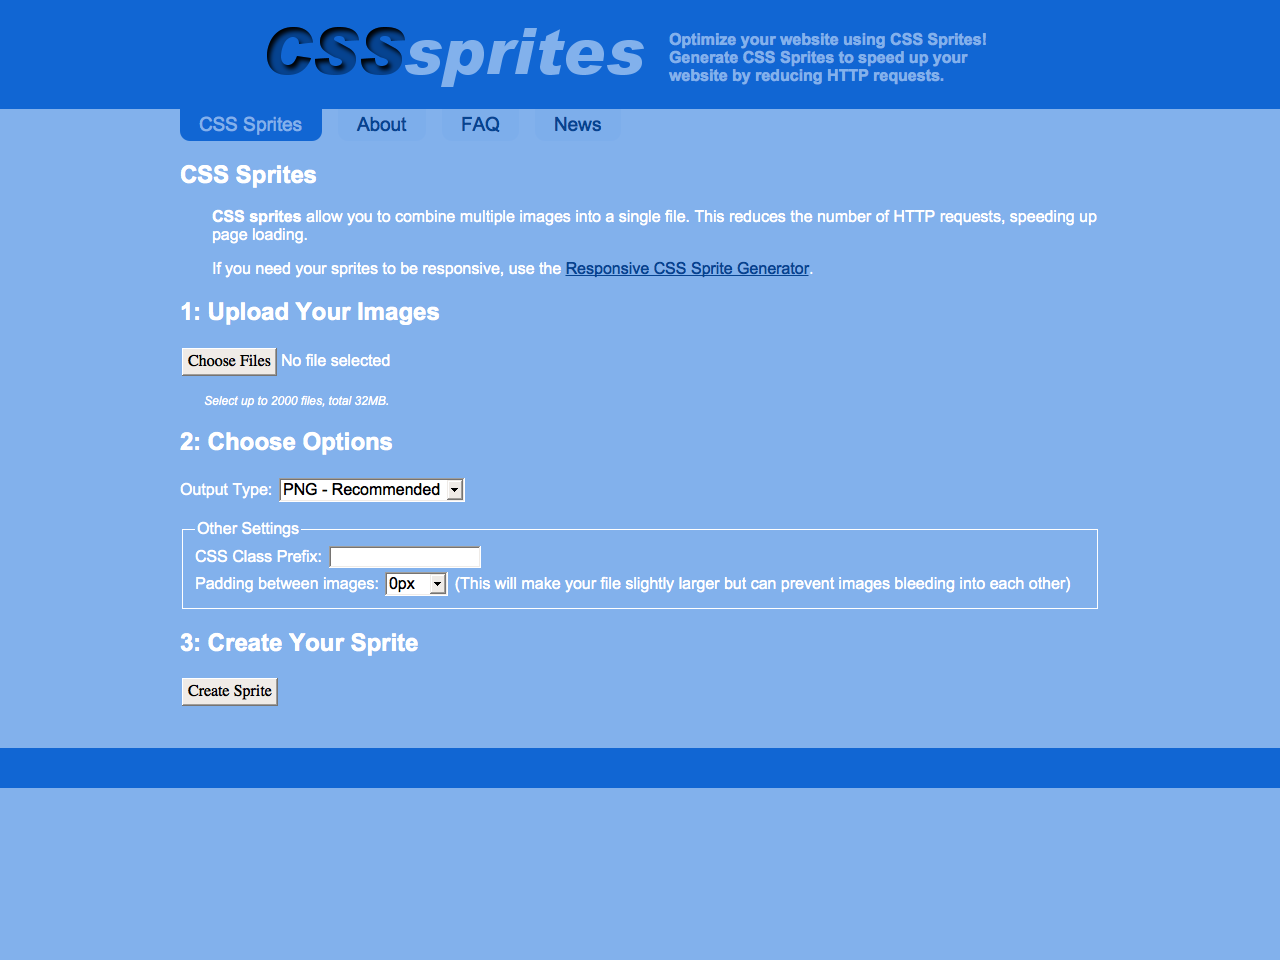 CSSsprites
Optimize your website using CSS Sprites!
Generate CSS Sprites to speed up your
website by reducing HTTP requests.
CSS Sprites About FAQ News
CSS Sprites
CSS sprites allow you to combine multiple images into a single file. This reduces the number of HTTP requests, speeding up
page loading.
If you need your sprites to be responsive, use the Responsive CSS Sprite Generator.
1: Upload Your Images
Choose Files No file selected
Select up to 2000 files, total 32MB.
2: Choose Options
Output Type: PNG - Recommended
Other Settings
CSS Class Prefix:
Padding between images: 0px (This will make your file slightly larger but can prevent images bleeding into each other)
3: Create Your Sprite
Create Sprite